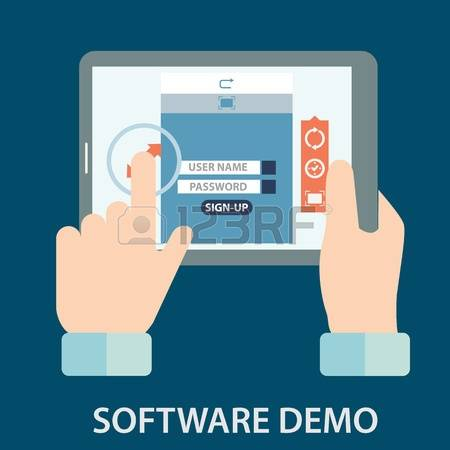 USER NAME
PASSWORD
SIGN-UP
123RF
SOFTWARE DEMO